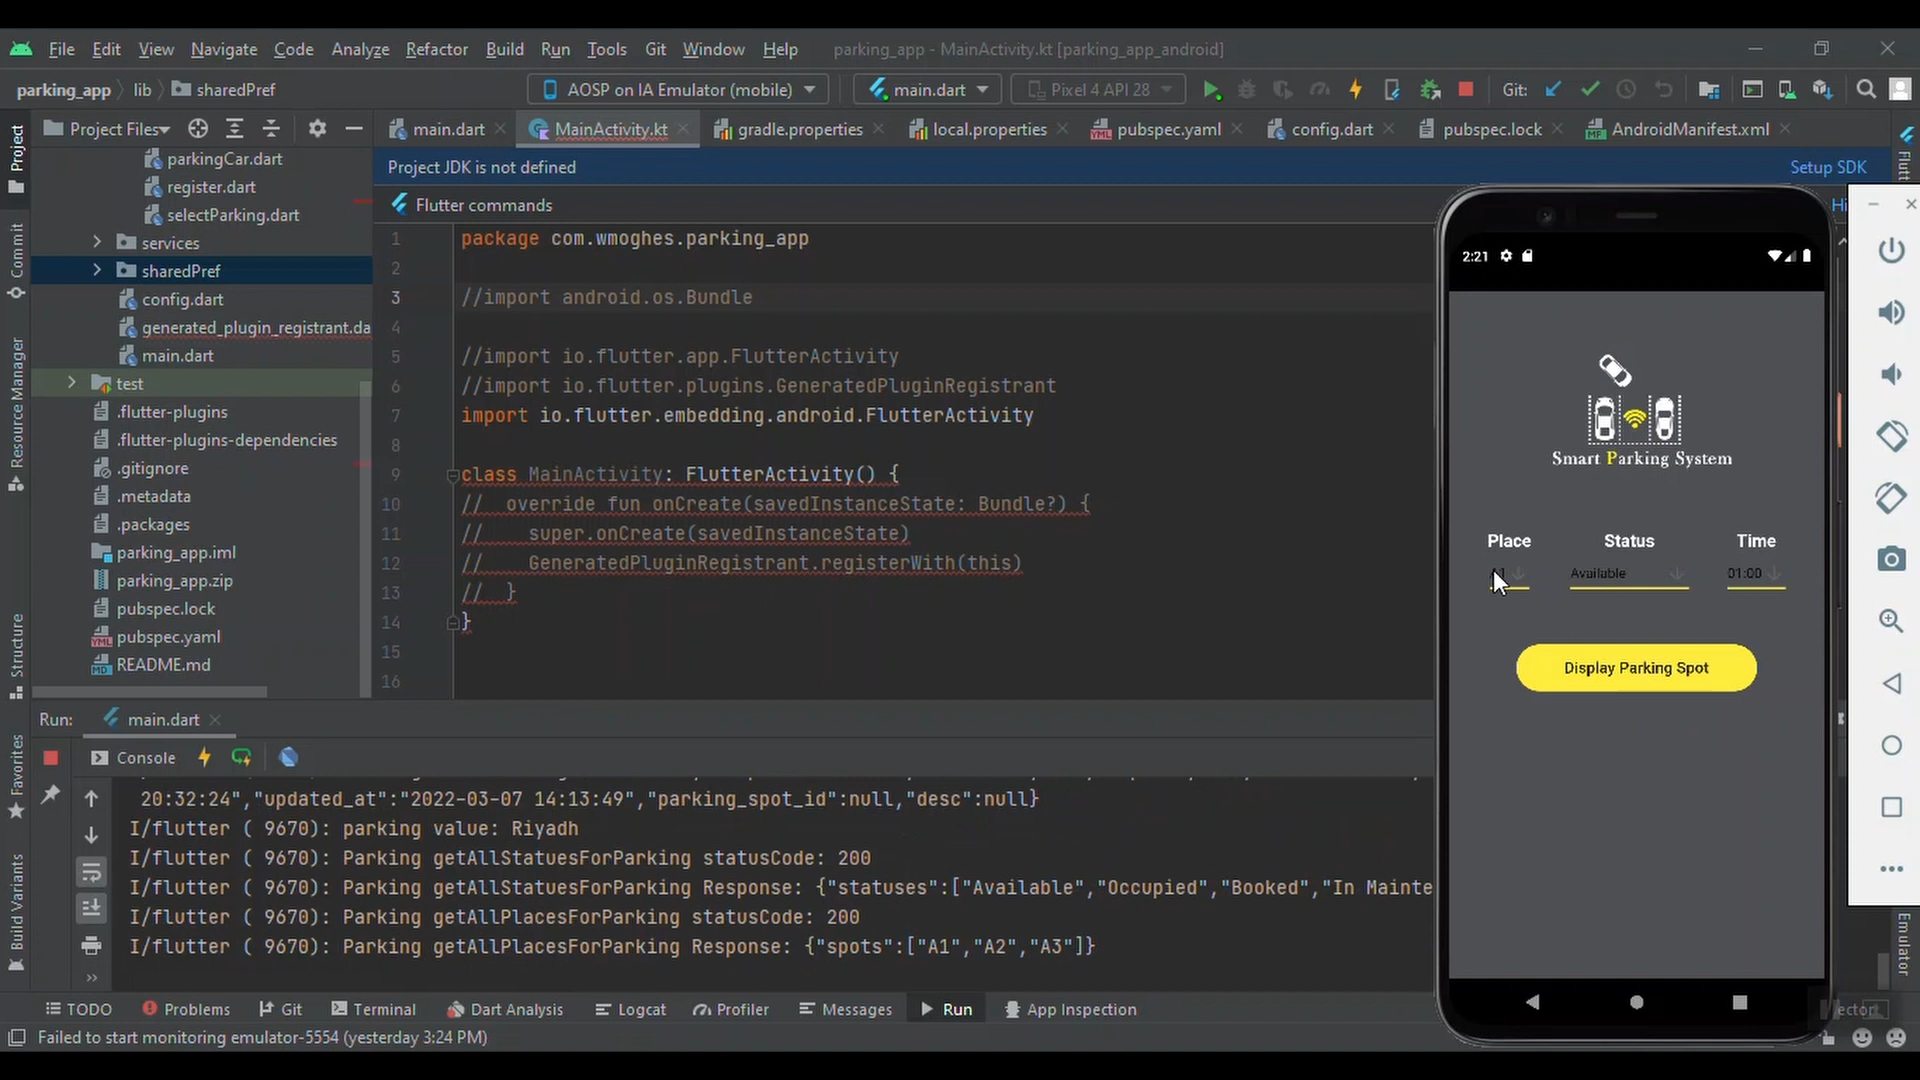 File Edit View Navigate Code Analyze Refactor Build Run Tools Git Window Help parking_app - MainActivity.kt [parking_app_android]
parking_app lib sharedPref AOSP on IA Emulator (mobile) main.dart Pixel 4 API 28 Git:
Project Files main.dart MainActivity.kt gradle.properties local.properties pubspec.yaml config.dart pubspec.lock AndroidManifest.xml
Project
Commit
Resource Manager
Structure
Favorites
Build Variants
parkingCar.dart
register.dart
selectParking.dart
services
sharedPref
config.dart
generated_plugin_registrant.da
main.dart
test
.flutter-plugins
.flutter-plugins-dependencies
.gitignore
.metadata
.packages
parking_app.iml
parking_app.zip
pubspec.lock
pubspec.yaml
README.md
Project JDK is not defined Setup SDK
Flutter commands
1 package com.wmoghes.parking_app
2
3 //import android.os.Bundle
4
5 //import io.flutter.app.FlutterActivity
6 //import io.flutter.plugins.GeneratedPluginRegistrant
7 import io.flutter.embedding.android.FlutterActivity
8
9 class MainActivity: FlutterActivity() {
10 //  override fun onCreate(savedInstanceState: Bundle?) {
11 //    super.onCreate(savedInstanceState)
12 //    GeneratedPluginRegistrant.registerWith(this)
13 //  }
14 }
15
16
2:21
Smart Parking System
Place Status Time
Available 01:00
Display Parking Spot
Run: main.dart
Console
20:32:24","updated_at":"2022-03-07 14:13:49","parking_spot_id":null,"desc":null}
I/flutter ( 9670): parking value: Riyadh
I/flutter ( 9670): Parking getAllStatuesForParking statusCode: 200
I/flutter ( 9670): Parking getAllStatuesForParking Response: {"statuses":["Available","Occupied","Booked","In Mainte
I/flutter ( 9670): Parking getAllPlacesForParking statusCode: 200
I/flutter ( 9670): Parking getAllPlacesForParking Response: {"spots":["A1","A2","A3"]}
TODO Problems Git Terminal Dart Analysis Logcat Profiler Messages Run App Inspection
Emulator
Failed to start monitoring emulator-5554 (yesterday 3:24 PM)